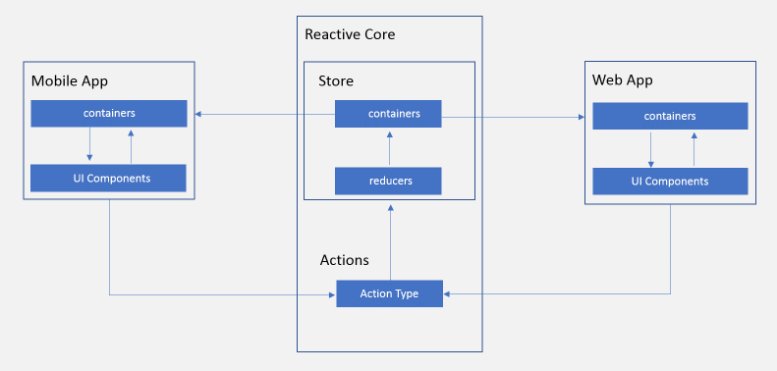 Reactive Core
Mobile App
containers
UI Components
Store
containers
reducers
Actions
Action Type
Web App
containers
UI Components